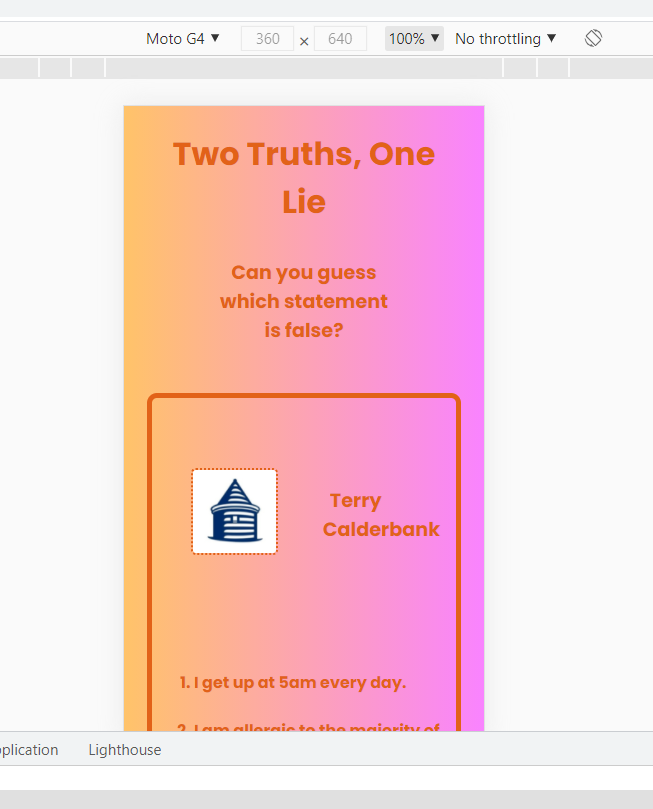 Moto G4 ▼ 360 × 640 100% ▼ No throttling ▼
Two Truths, One
Lie
Can you guess
which statement
is false?
Terry
Calderbank
1. I get up at 5am every day.
2. I am allergic to the majority of
plication Lighthouse